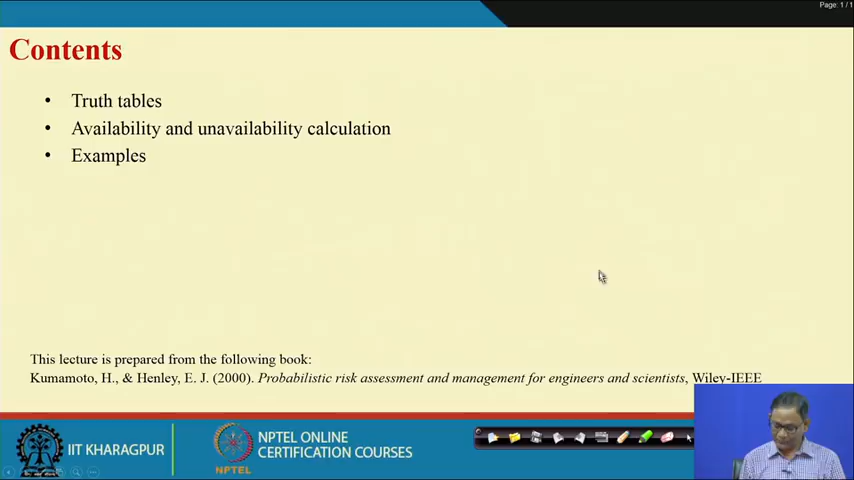 Page: 1 / 1
Contents
• Truth tables
• Availability and unavailability calculation
• Examples
This lecture is prepared from the following book:
Kumamoto, H., & Henley, E. J. (2000). Probabilistic risk assessment and management for engineers and scientists, Wiley-IEEE
IIT KHARAGPUR
NPTEL
NPTEL ONLINE
CERTIFICATION COURSES